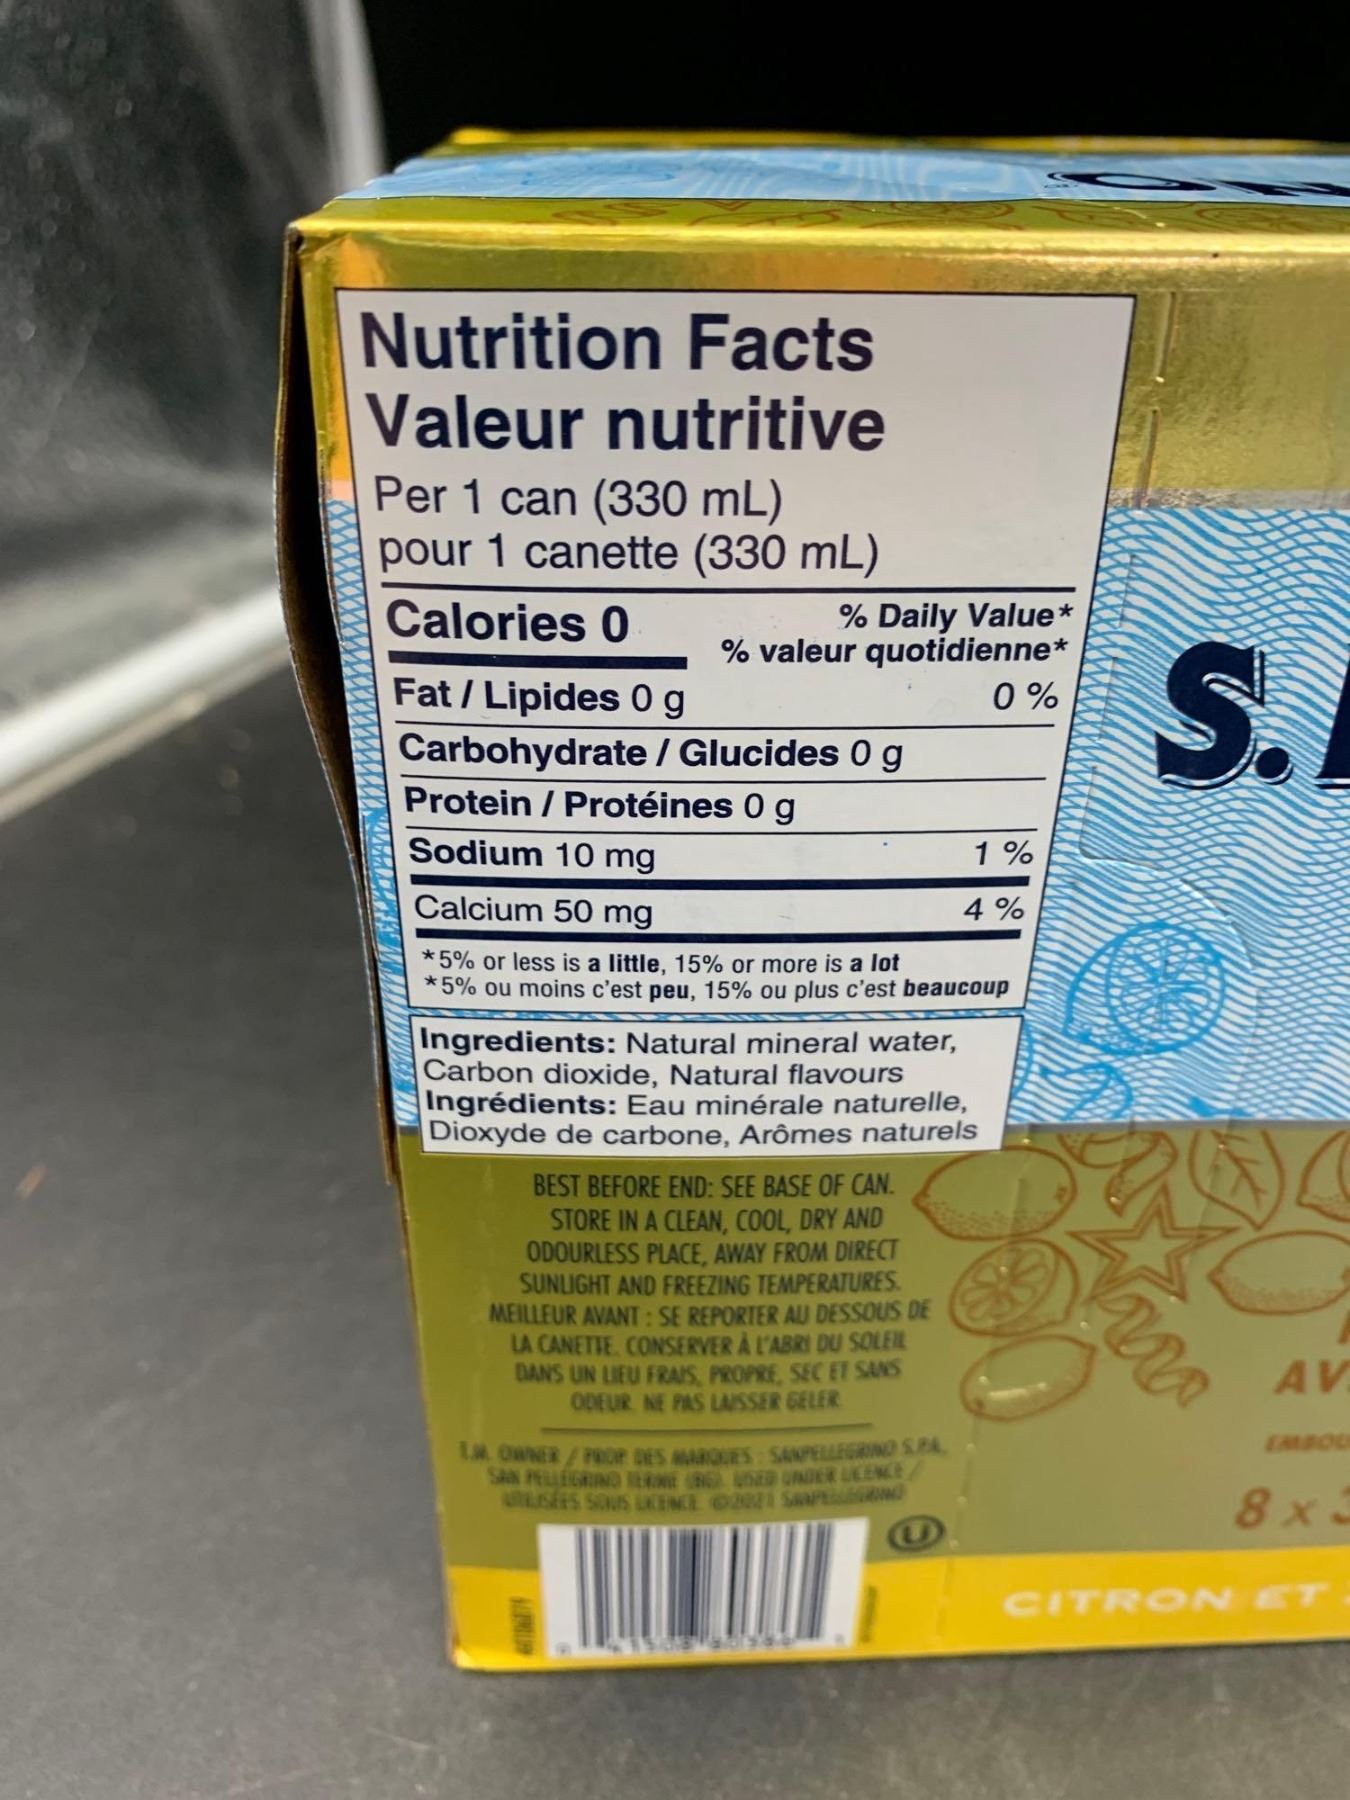 Nutrition Facts
Valeur nutritive
Per 1 can (330 mL)
pour 1 canette (330 mL)
Calories 0
% Daily Value*
% valeur quotidienne*
Fat / Lipides 0 g 0 %
Carbohydrate / Glucides 0 g
Protein / Protéines 0 g
Sodium 10 mg 1 %
Calcium 50 mg 4 %
*5% or less is a little, 15% or more is a lot
*5% ou moins c'est peu, 15% ou plus c'est beaucoup
Ingredients: Natural mineral water,
Carbon dioxide, Natural flavours
Ingrédients: Eau minérale naturelle,
Dioxyde de carbone, Arômes naturels
BEST BEFORE END: SEE BASE OF CAN.
STORE IN A CLEAN, COOL, DRY AND
ODOURLESS PLACE, AWAY FROM DIRECT
SUNLIGHT AND FREEZING TEMPERATURES.
MEILLEUR AVANT : SE REPORTER AU DESSOUS DE
LA CANETTE. CONSERVER À L'ABRI DU SOLEIL
DANS UN LIEU FRAIS, PROPRE, SEC ET SANS
ODEUR. NE PAS LAISSER GELER.
T.M. OWNER / PROP. DES MARQUES : SANPELLEGRINO S.P.A.
SAN PELLEGRINO TERME (BG). USED UNDER LICENCE /
UTILISÉES SOUS LICENCE. ©2021 SANPELLEGRINO
U
S.
AV
EMBOU
8 x 3
CITRON ET